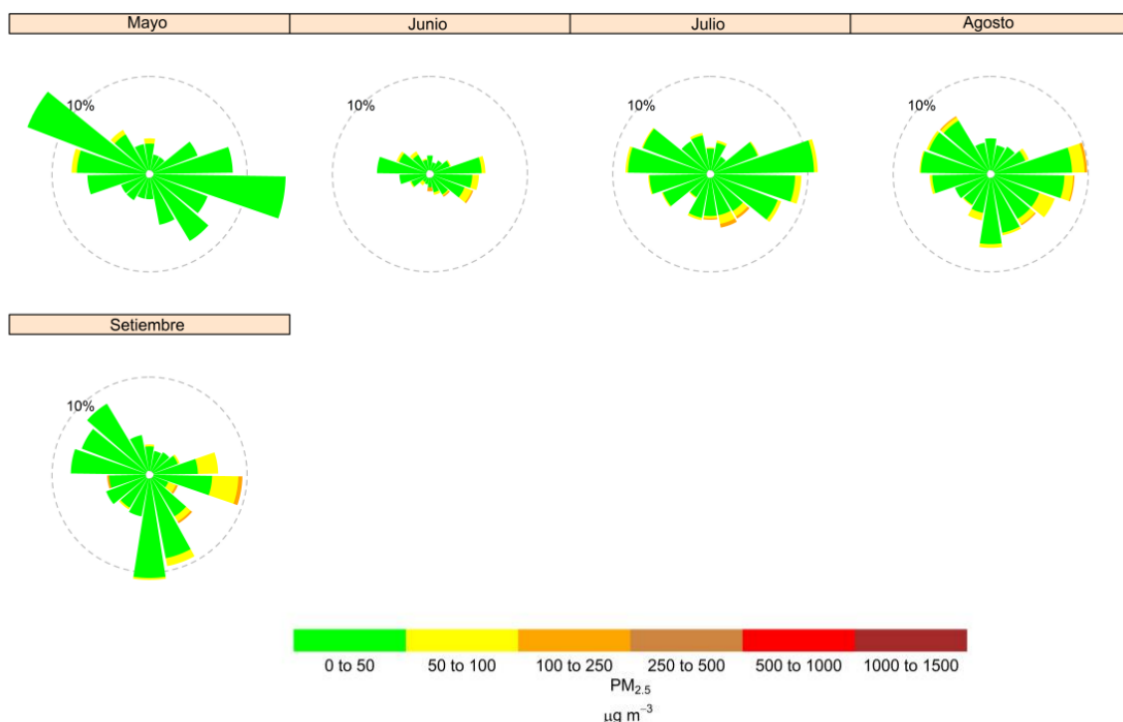 Mayo
Junio
Julio
Agosto
10%
10%
10%
10%
Setiembre
10%
0 to 50
50 to 100
100 to 250
250 to 500
500 to 1000
1000 to 1500
PM2.5
µg m−3